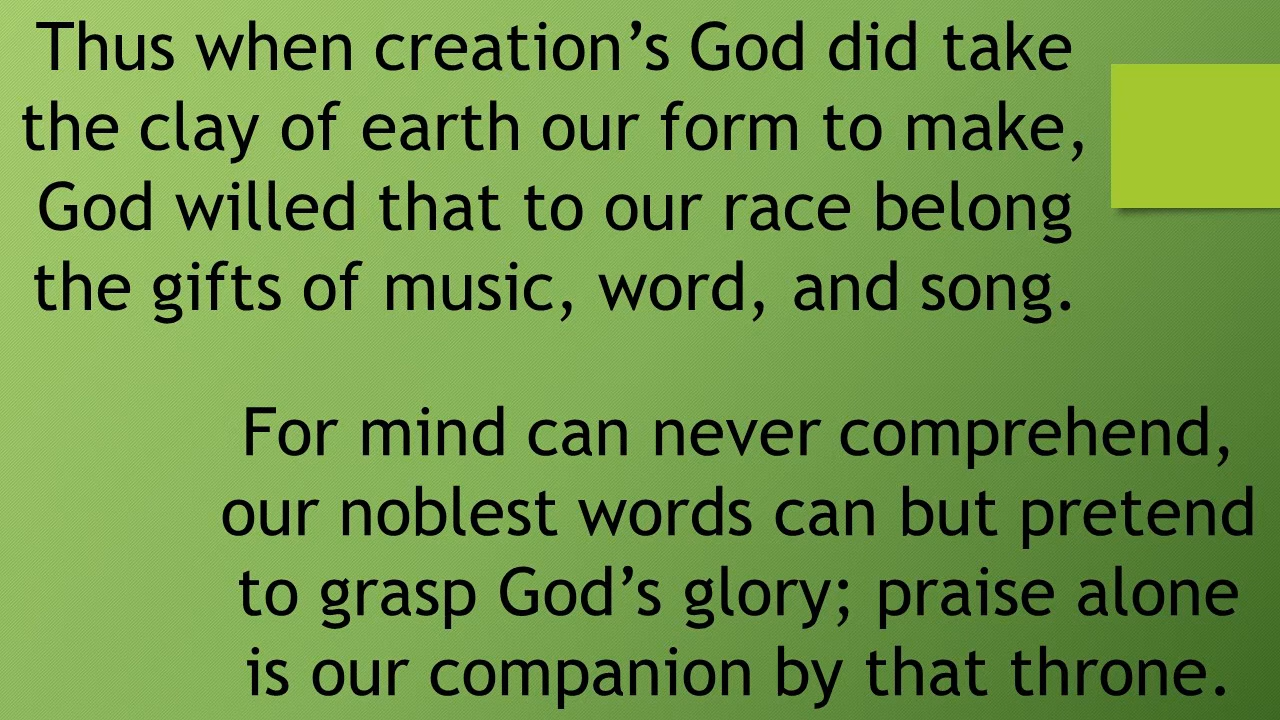 Thus when creation’s God did take
the clay of earth our form to make,
God willed that to our race belong
the gifts of music, word, and song.
For mind can never comprehend,
our noblest words can but pretend
to grasp God’s glory; praise alone
is our companion by that throne.